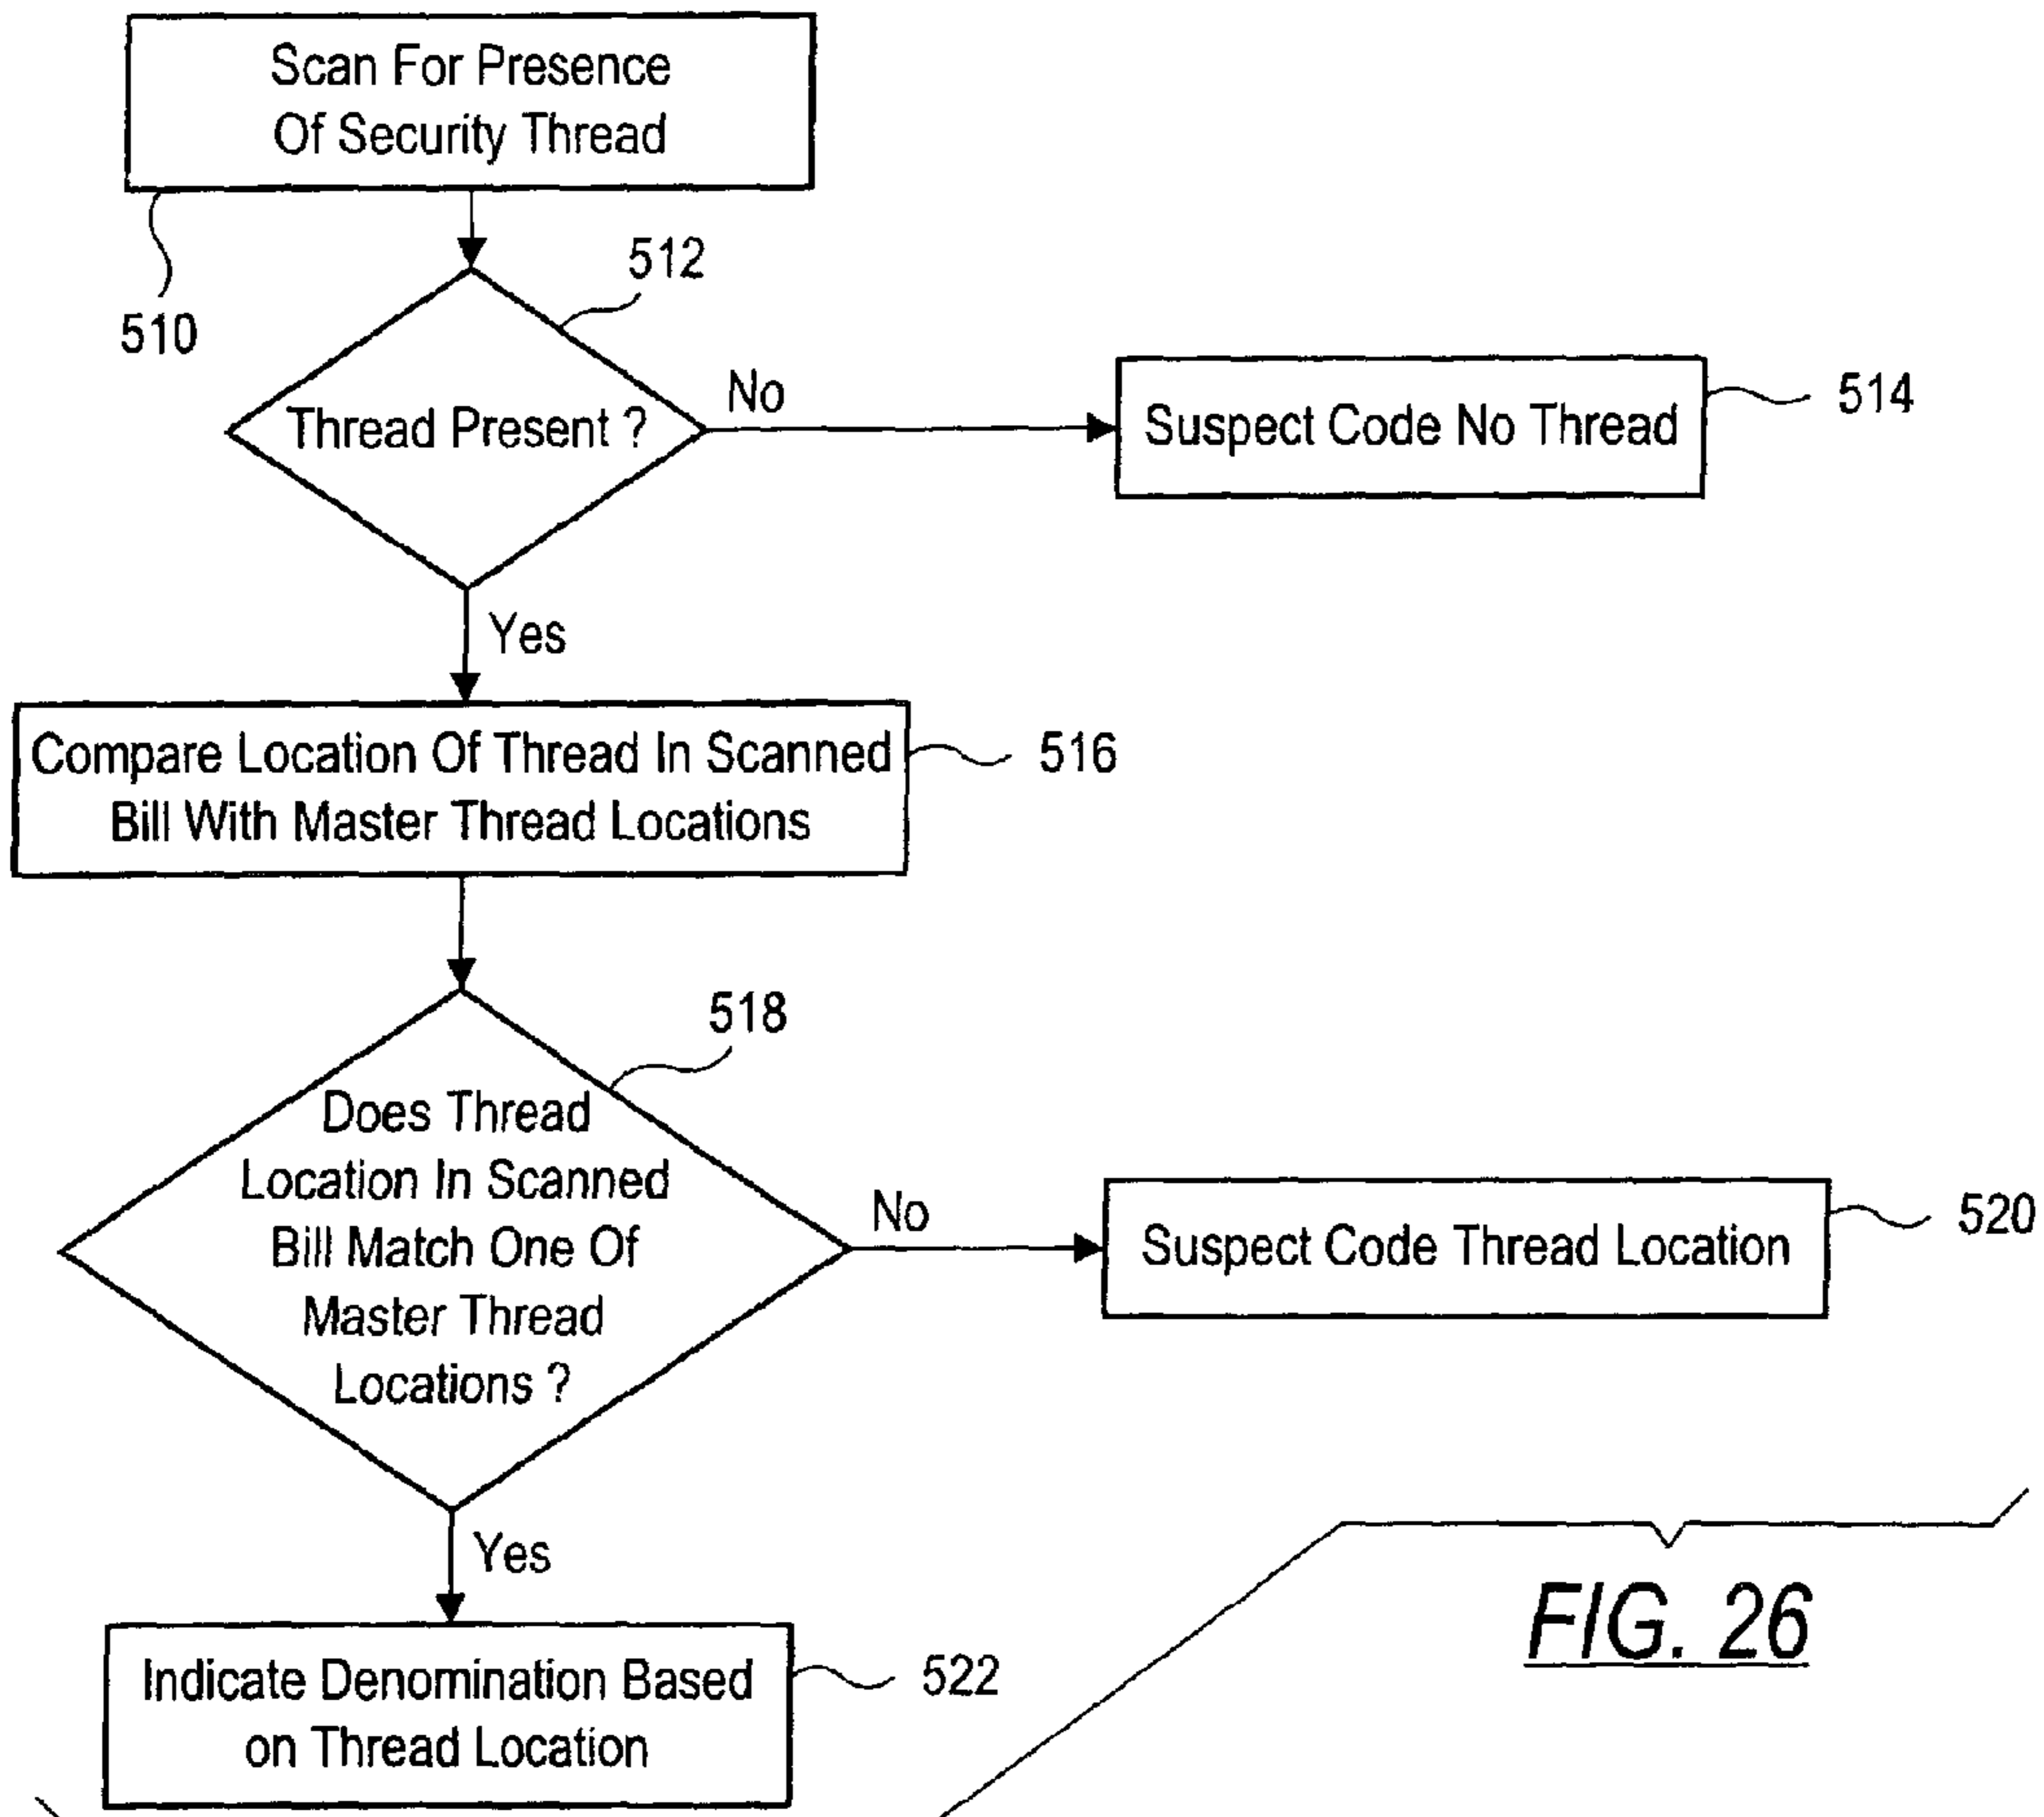 Scan For Presence
Of Security Thread
510
512
Thread Present ?
No
Suspect Code No Thread
514
Yes
Compare Location Of Thread In Scanned
Bill With Master Thread Locations
516
518
Does Thread
Location In Scanned
Bill Match One Of
Master Thread
Locations ?
No
Suspect Code Thread Location
520
Yes
Indicate Denomination Based
on Thread Location
522
FIG. 26